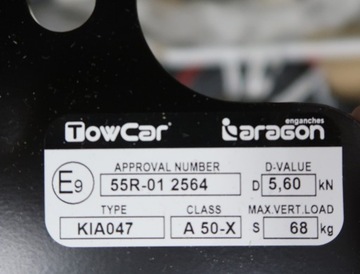 TowCar enganches aragon
APPROVAL NUMBER D-VALUE
E9 55R-01 2564 D 5,60 kN
TYPE CLASS MAX.VERT.LOAD
KIA047 A 50-X S 68 kg